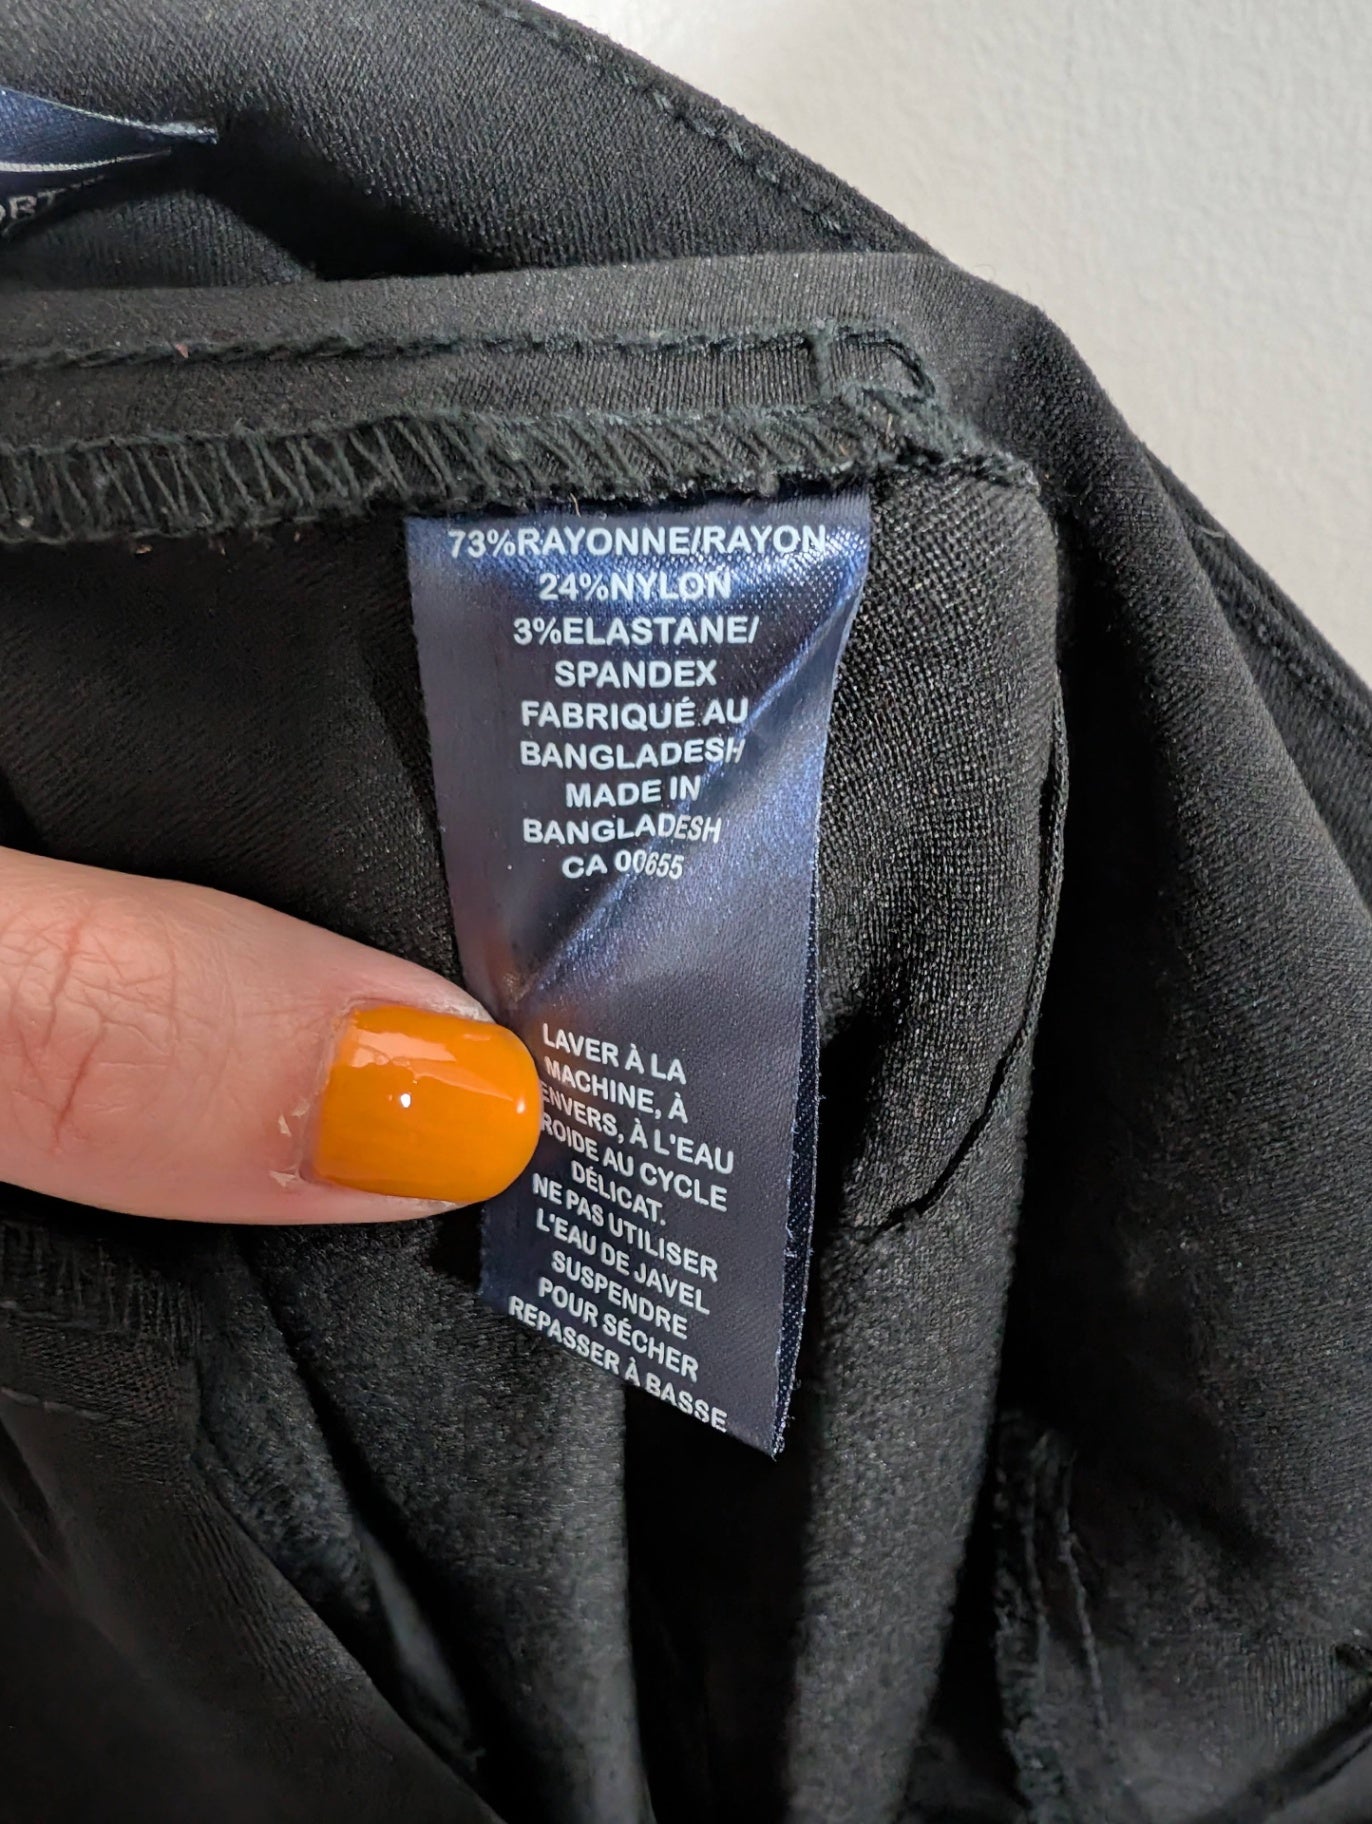 73%RAYONNE/RAYON
24%NYLON
3%ELASTANE/
SPANDEX
FABRIQUÉ AU
BANGLADESH
MADE IN
BANGLADESH
CA 00655
LAVER À LA
MACHINE, À
ENVERS, À L'EAU
ROIDE AU CYCLE
DÉLICAT.
NE PAS UTILISER
L'EAU DE JAVEL
SUSPENDRE
POUR SÉCHER
REPASSER À BASSE